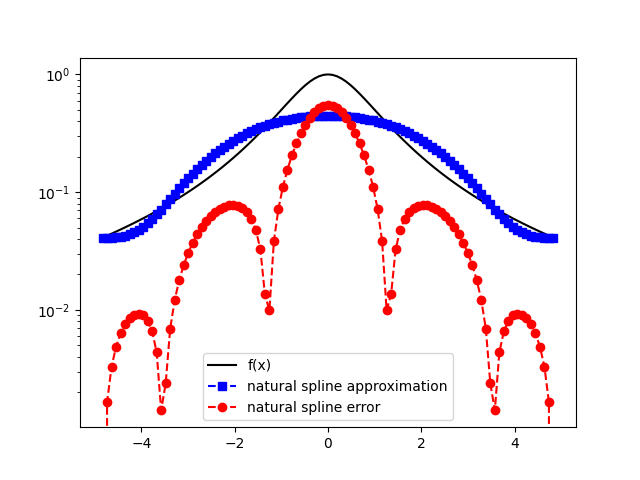 10⁰
10⁻¹
10⁻²
f(x)
natural spline approximation
natural spline error
−4 −2 0 2 4